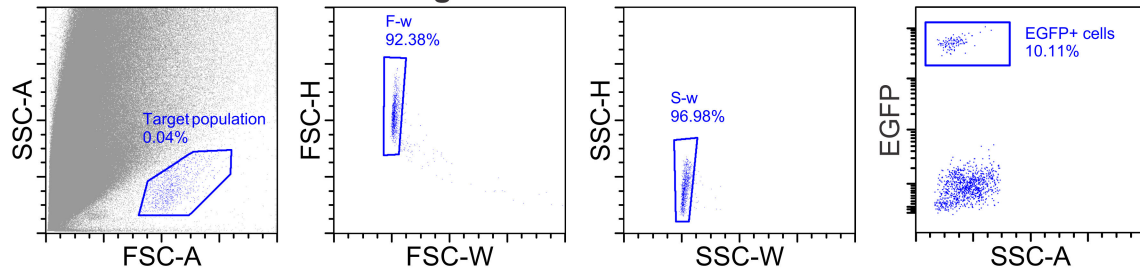 SSC-A
Target population
0.04%
FSC-A
F-w
92.38%
FSC-H
FSC-W
S-w
96.98%
SSC-H
SSC-W
EGFP+ cells
10.11%
EGFP
SSC-A